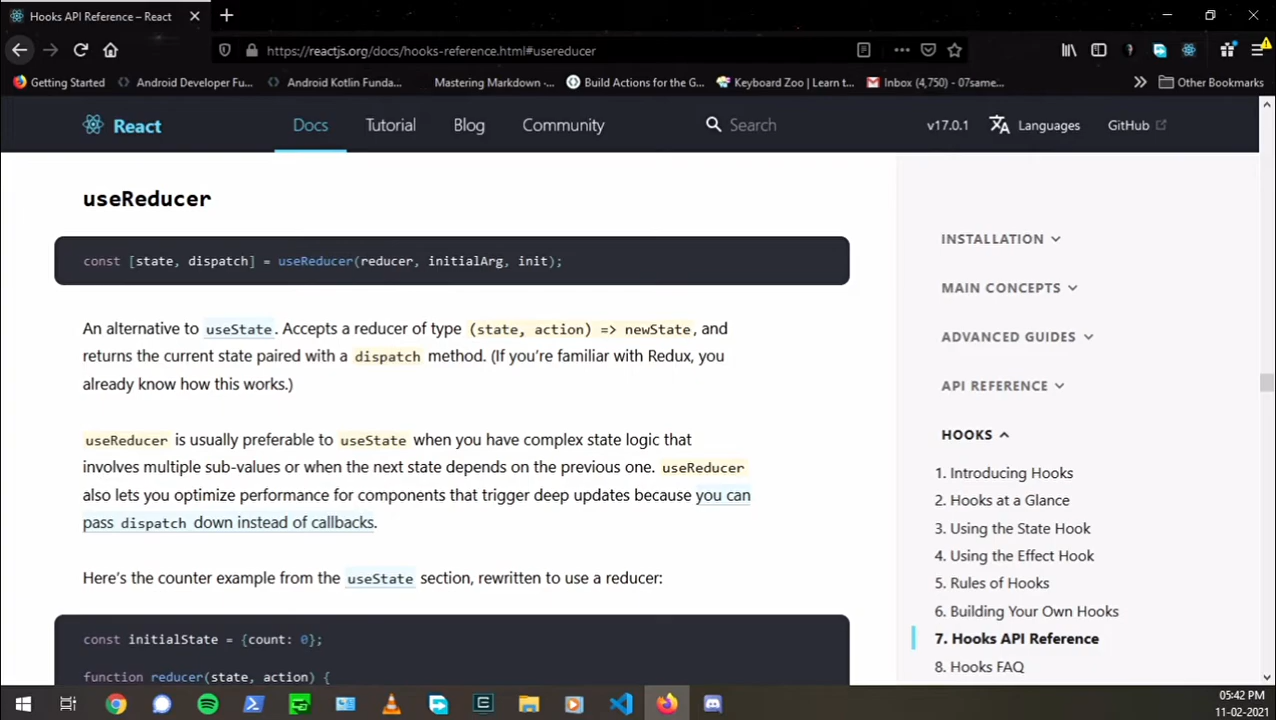 Hooks API Reference – React
https://reactjs.org/docs/hooks-reference.html#usereducer
Getting Started
Android Developer Fu...
Android Kotlin Funda...
Mastering Markdown -...
Build Actions for the G...
Keyboard Zoo | Learn t...
Inbox (4,750) - 07same...
Other Bookmarks
React
Docs
Tutorial
Blog
Community
Search
v17.0.1
Languages
GitHub
useReducer
const [state, dispatch] = useReducer(reducer, initialArg, init);
An alternative to useState. Accepts a reducer of type (state, action) => newState, and
returns the current state paired with a dispatch method. (If you’re familiar with Redux, you
already know how this works.)
useReducer is usually preferable to useState when you have complex state logic that
involves multiple sub-values or when the next state depends on the previous one. useReducer
also lets you optimize performance for components that trigger deep updates because you can
pass dispatch down instead of callbacks.
Here’s the counter example from the useState section, rewritten to use a reducer:
const initialState = {count: 0};
function reducer(state, action) {
INSTALLATION
MAIN CONCEPTS
ADVANCED GUIDES
API REFERENCE
HOOKS
1. Introducing Hooks
2. Hooks at a Glance
3. Using the State Hook
4. Using the Effect Hook
5. Rules of Hooks
6. Building Your Own Hooks
7. Hooks API Reference
8. Hooks FAQ
05:42 PM
11-02-2021